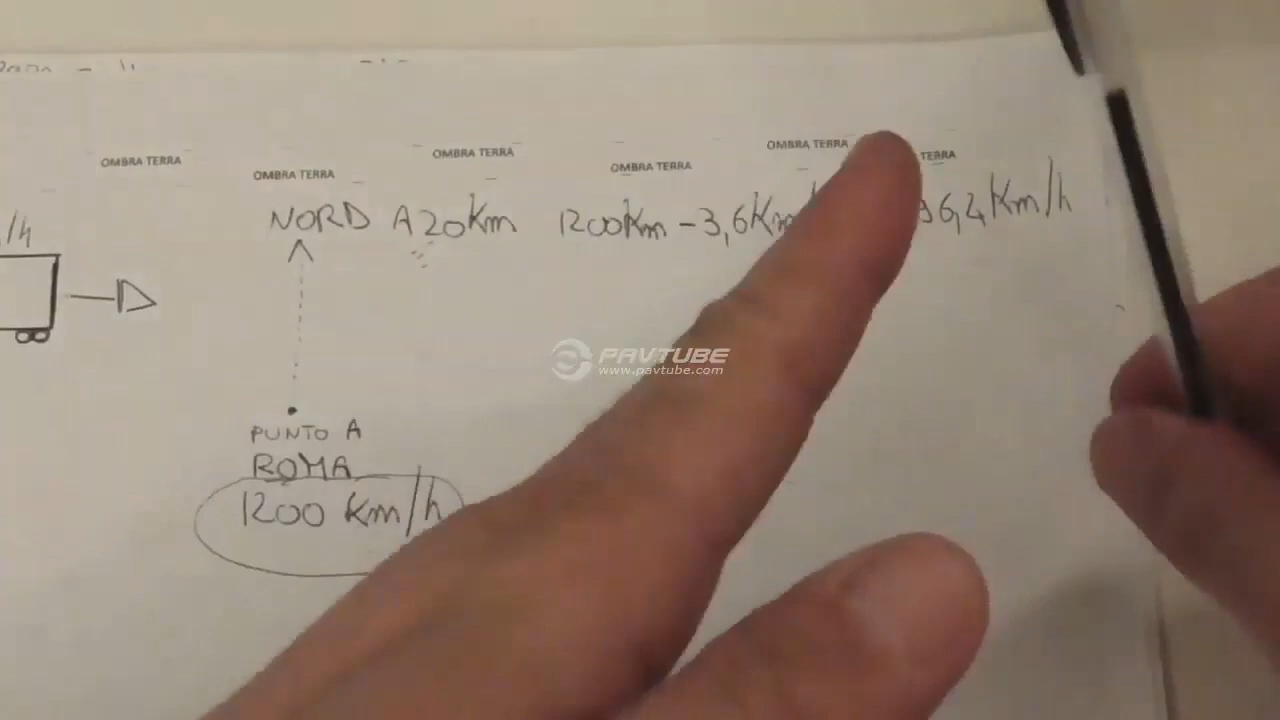 OMBRA TERRA
OMBRA TERRA
OMBRA TERRA
OMBRA TERRA
OMBRA TERRA
TERRA
/h
NORD A 20Km 1200Km - 3,6Km 96,4Km/h
PUNTO A
ROMA
1200 Km/h
PAVTUBE
www.pavtube.com